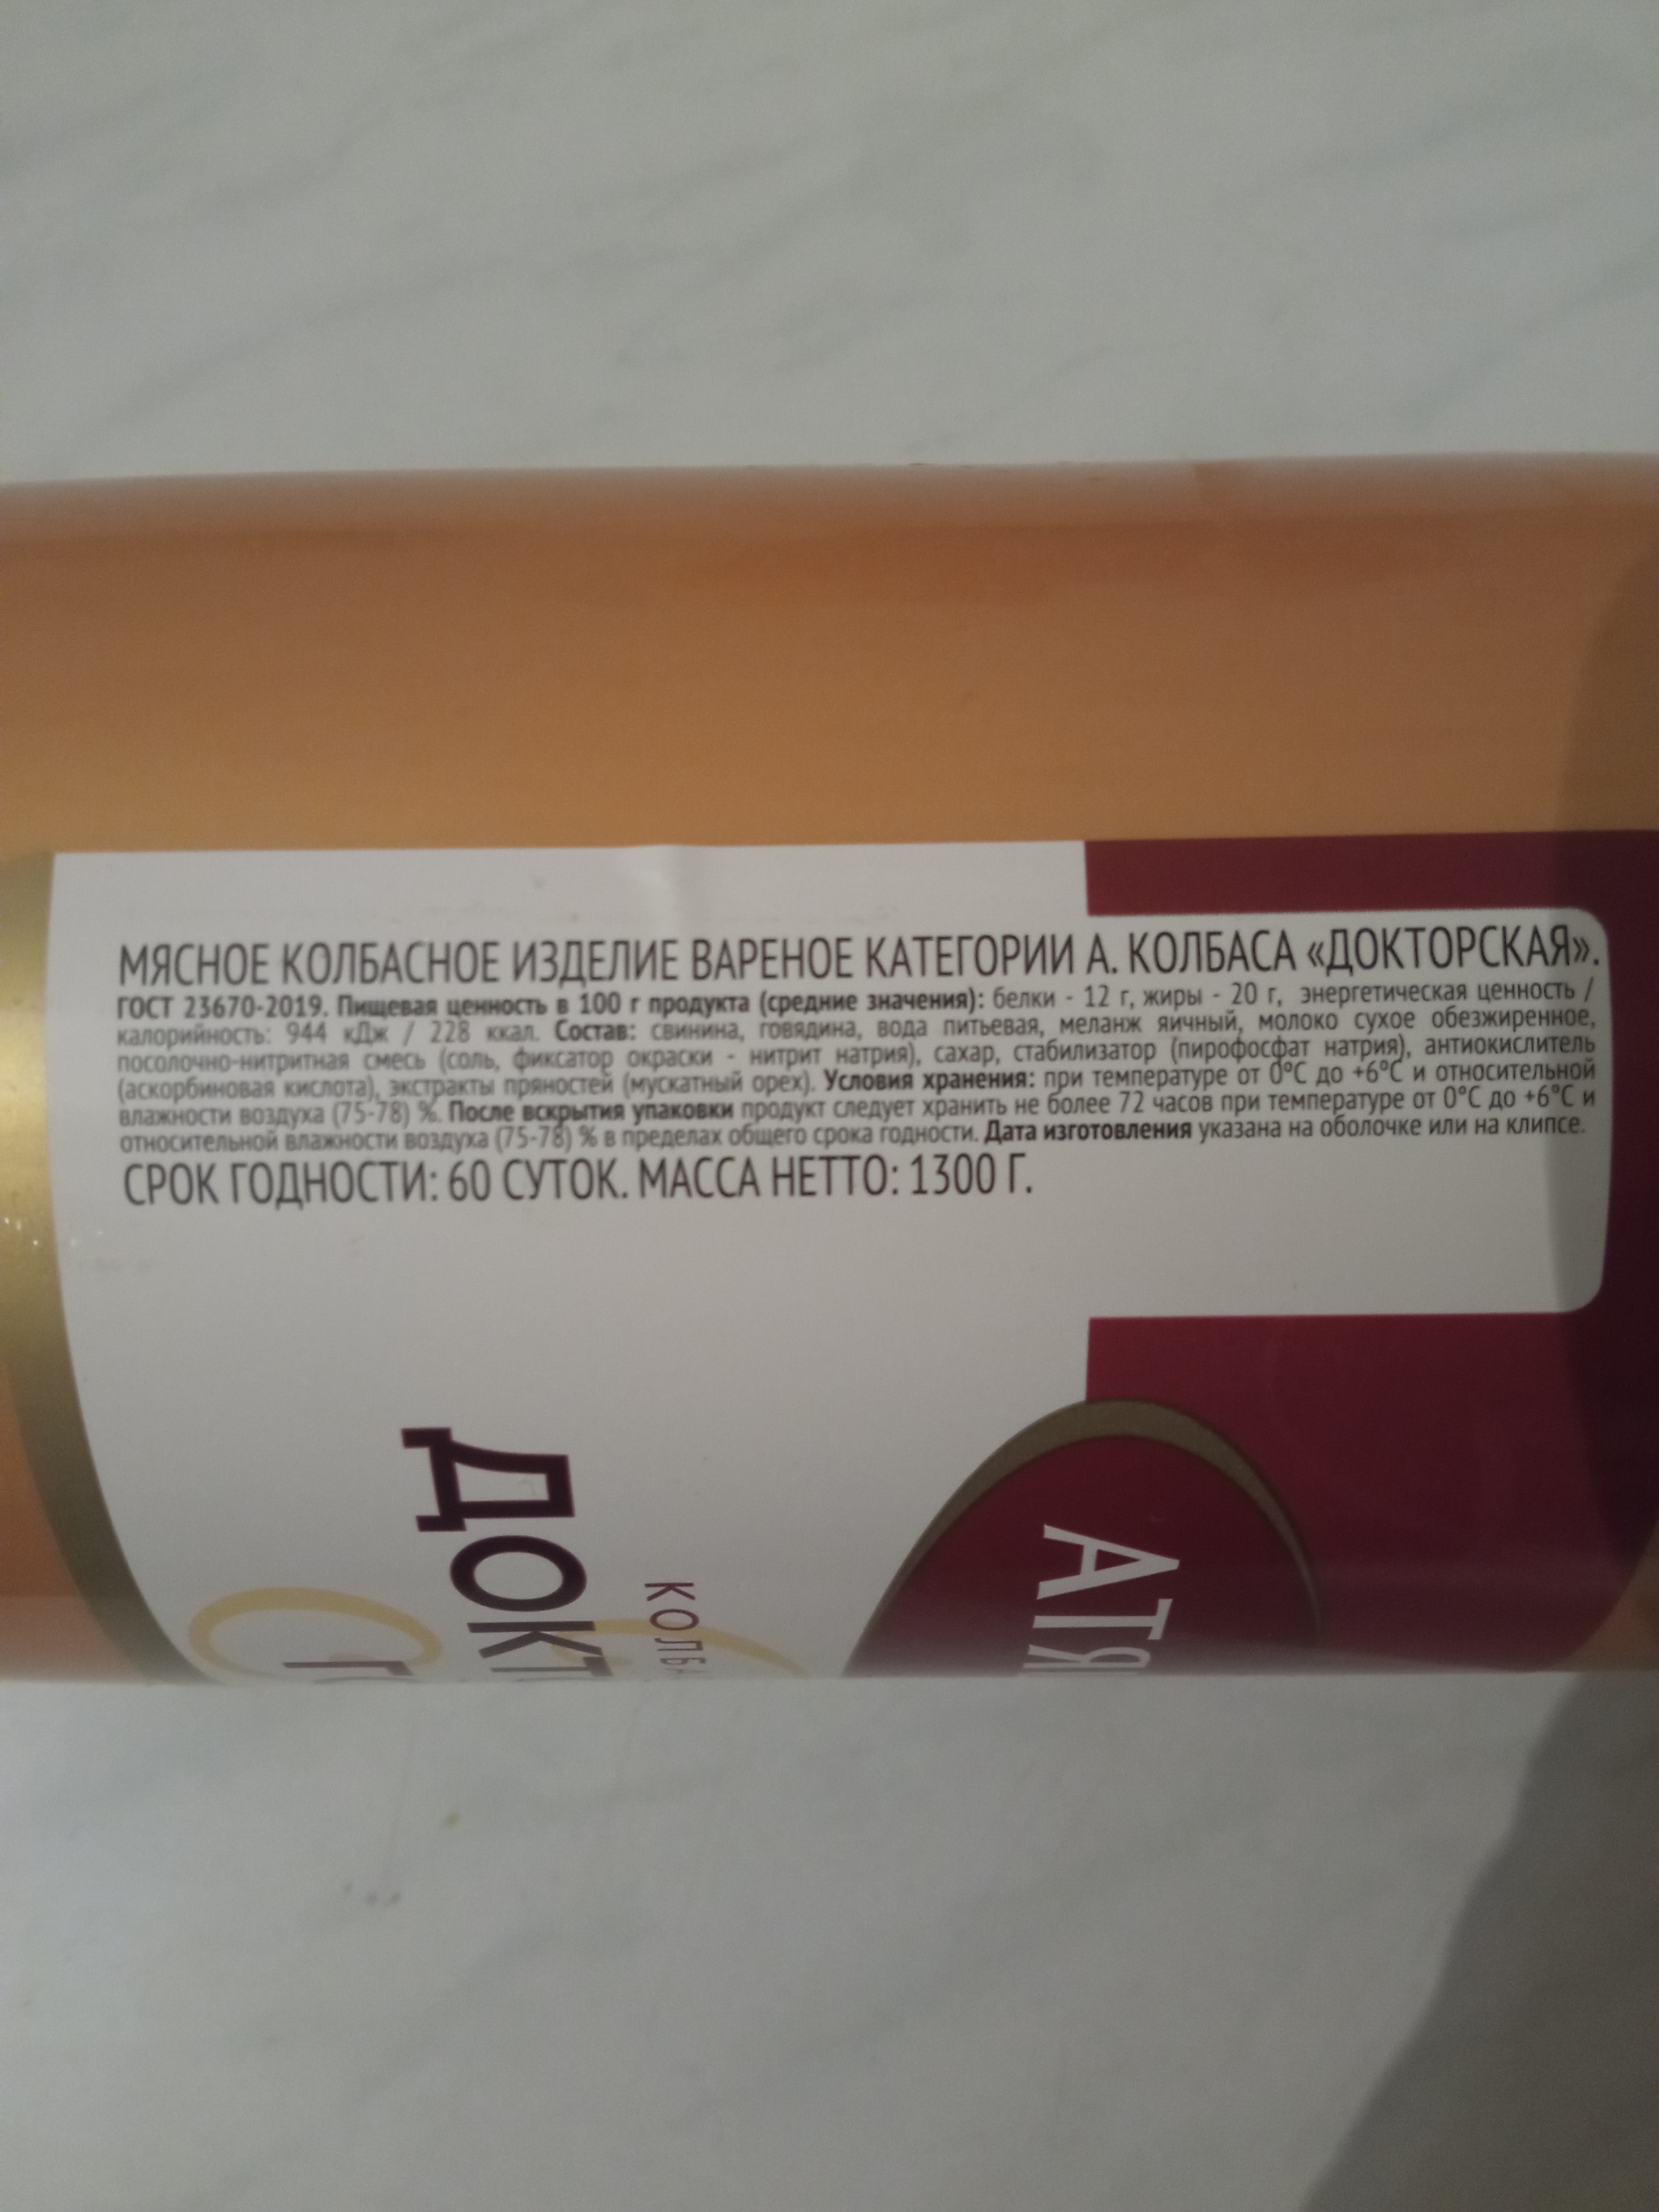 МЯСНОЕ КОЛБАСНОЕ ИЗДЕЛИЕ ВАРЕНОЕ КАТЕГОРИИ А. КОЛБАСА «ДОКТОРСКАЯ».
ГОСТ 23670-2019. Пищевая ценность в 100 г продукта (средние значения): белки - 12 г, жиры - 20 г, энергетическая ценность /
калорийность: 944 кДж / 228 ккал. Состав: свинина, говядина, вода питьевая, меланж яичный, молоко сухое обезжиренное,
посолочно-нитритная смесь (соль, фиксатор окраски - нитрит натрия), сахар, стабилизатор (пирофосфат натрия), антиокислитель
(аскорбиновая кислота), экстракты пряностей (мускатный орех). Условия хранения: при температуре от 0°С до +6°С и относительной
влажности воздуха (75-78) %. После вскрытия упаковки продукт следует хранить не более 72 часов при температуре от 0°С до +6°С и
относительной влажности воздуха (75-78) % в пределах общего срока годности. Дата изготовления указана на оболочке или на клипсе.
СРОК ГОДНОСТИ: 60 СУТОК. МАССА НЕТТО: 1300 Г.
АТЯ
КОЛБА
ДОКТ